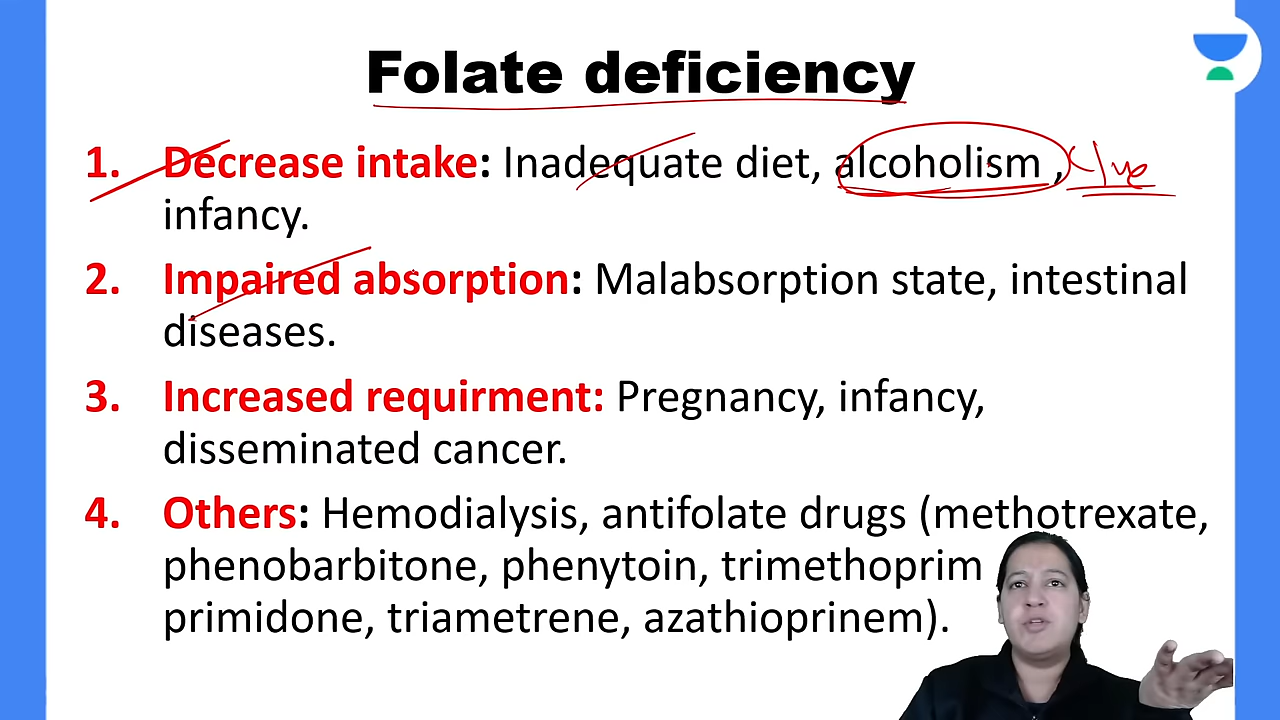 Folate deficiency
1. Decrease intake: Inadequate diet, alcoholism ,
infancy.
2. Impaired absorption: Malabsorption state, intestinal
diseases.
3. Increased requirment: Pregnancy, infancy,
disseminated cancer.
4. Others: Hemodialysis, antifolate drugs (methotrexate,
phenobarbitone, phenytoin, trimethoprim
primidone, triametrene, azathioprinem).